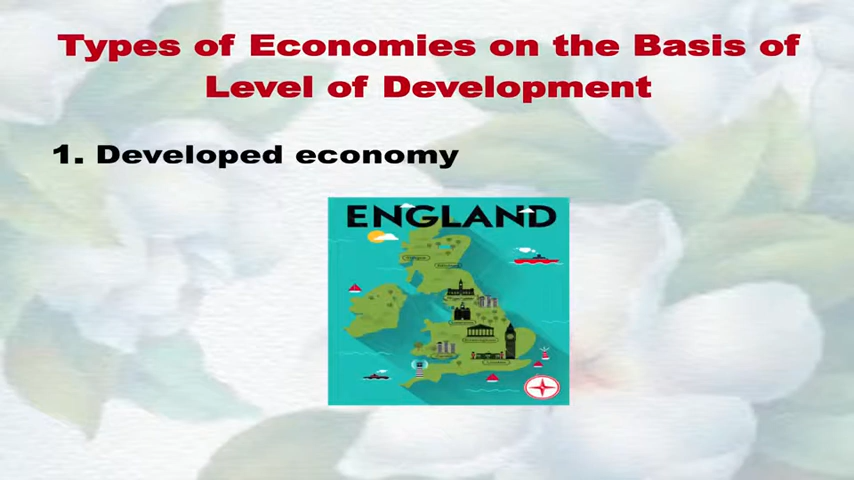 Types of Economies on the Basis of
Level of Development
1. Developed economy
ENGLAND